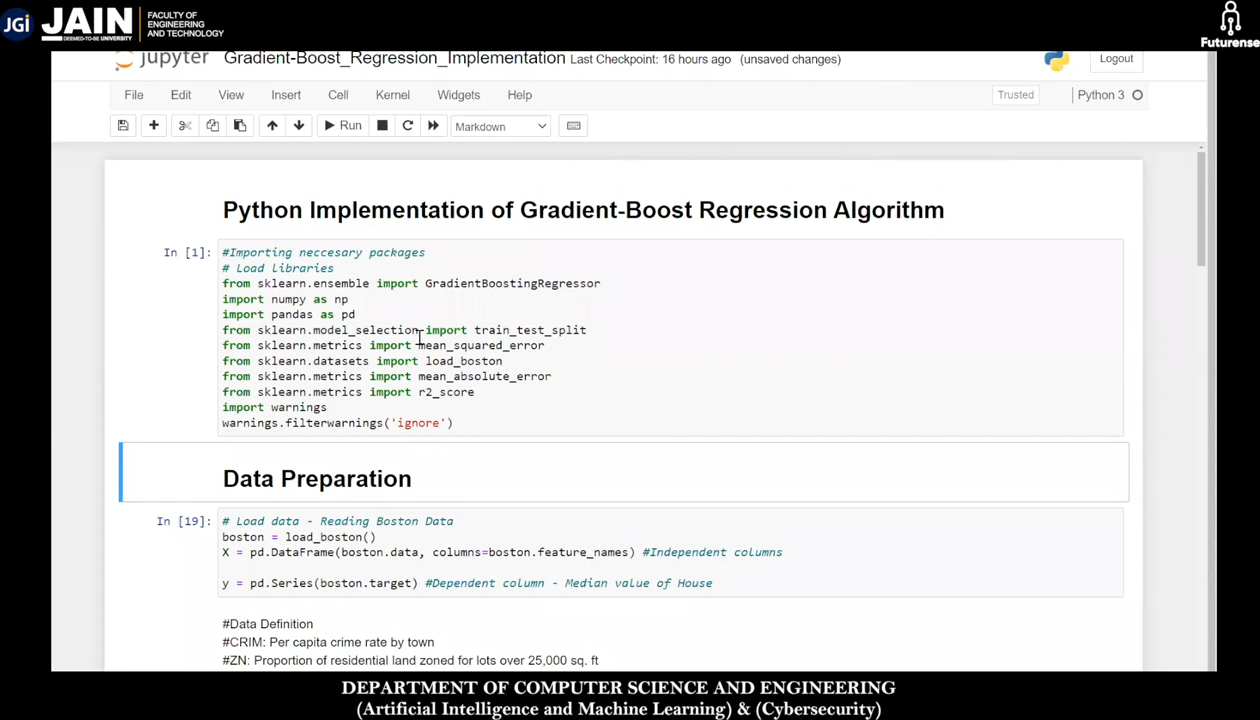 JGI JAIN DEEMED-TO-BE UNIVERSITY
FACULTY OF
ENGINEERING
AND TECHNOLOGY
Futurense
jupyter Gradient-Boost_Regression_Implementation Last Checkpoint: 16 hours ago (unsaved changes) Logout
File Edit View Insert Cell Kernel Widgets Help Trusted Python 3
Run Markdown
Python Implementation of Gradient-Boost Regression Algorithm
In [1]: #Importing neccesary packages
# Load Libraries
from sklearn.ensemble import GradientBoostingRegressor
import numpy as np
import pandas as pd
from sklearn.model_selection import train_test_split
from sklearn.metrics import mean_squared_error
from sklearn.datasets import load_boston
from sklearn.metrics import mean_absolute_error
from sklearn.metrics import r2_score
import warnings
warnings.filterwarnings('ignore')
Data Preparation
In [19]: # Load data - Reading Boston Data
boston = load_boston()
X = pd.DataFrame(boston.data, columns=boston.feature_names) #Independent columns
y = pd.Series(boston.target) #Dependent column - Median value of House
#Data Definition
#CRIM: Per capita crime rate by town
#ZN: Proportion of residential land zoned for lots over 25,000 sq. ft
DEPARTMENT OF COMPUTER SCIENCE AND ENGINEERING
(Artificial Intelligence and Machine Learning) & (Cybersecurity)